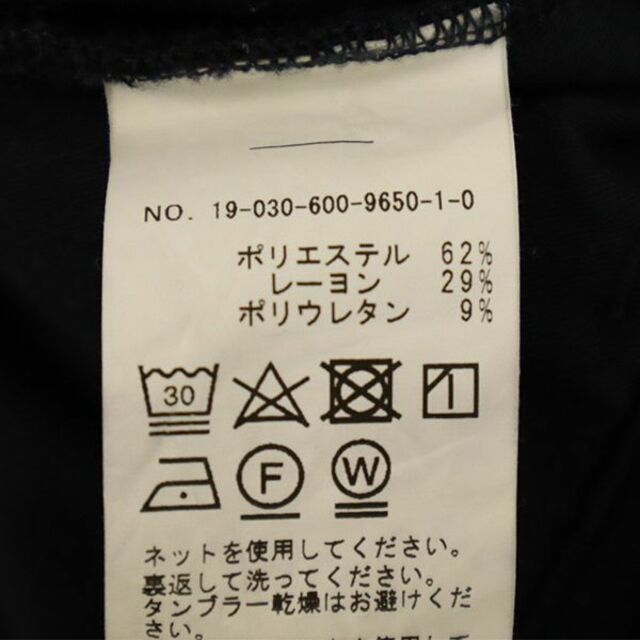 NO. 19-030-600-9650-1-0
ポリエステル 62%
レーヨン 29%
ポリウレタン 9%
30
F W
ネットを使用してください。
裏返して洗ってください。
タンブラー乾燥はお避けくだ
さい。